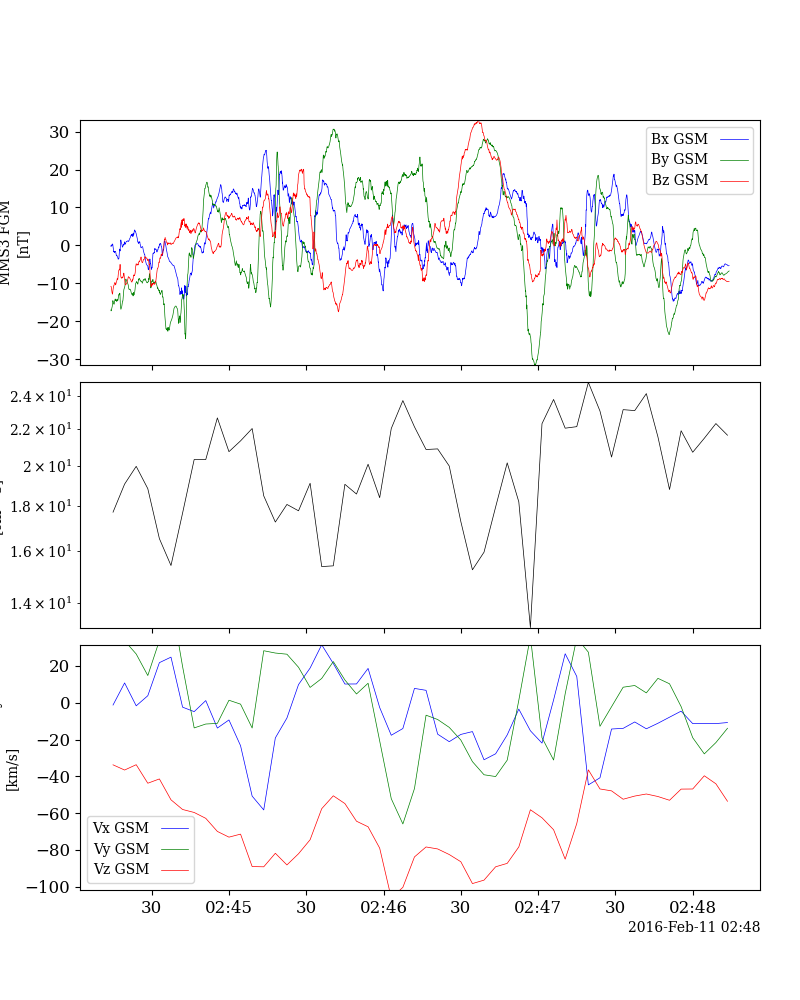 MMS3 FGM
[nT]
30
20
10
0
−10
−20
−30
Bx GSM
By GSM
Bz GSM
2.4 × 10¹
2.2 × 10¹
2 × 10¹
1.8 × 10¹
1.6 × 10¹
1.4 × 10¹
[km/s]
20
0
−20
−40
−60
−80
−100
Vx GSM
Vy GSM
Vz GSM
30 02:45 30 02:46 30 02:47 30 02:48
2016-Feb-11 02:48